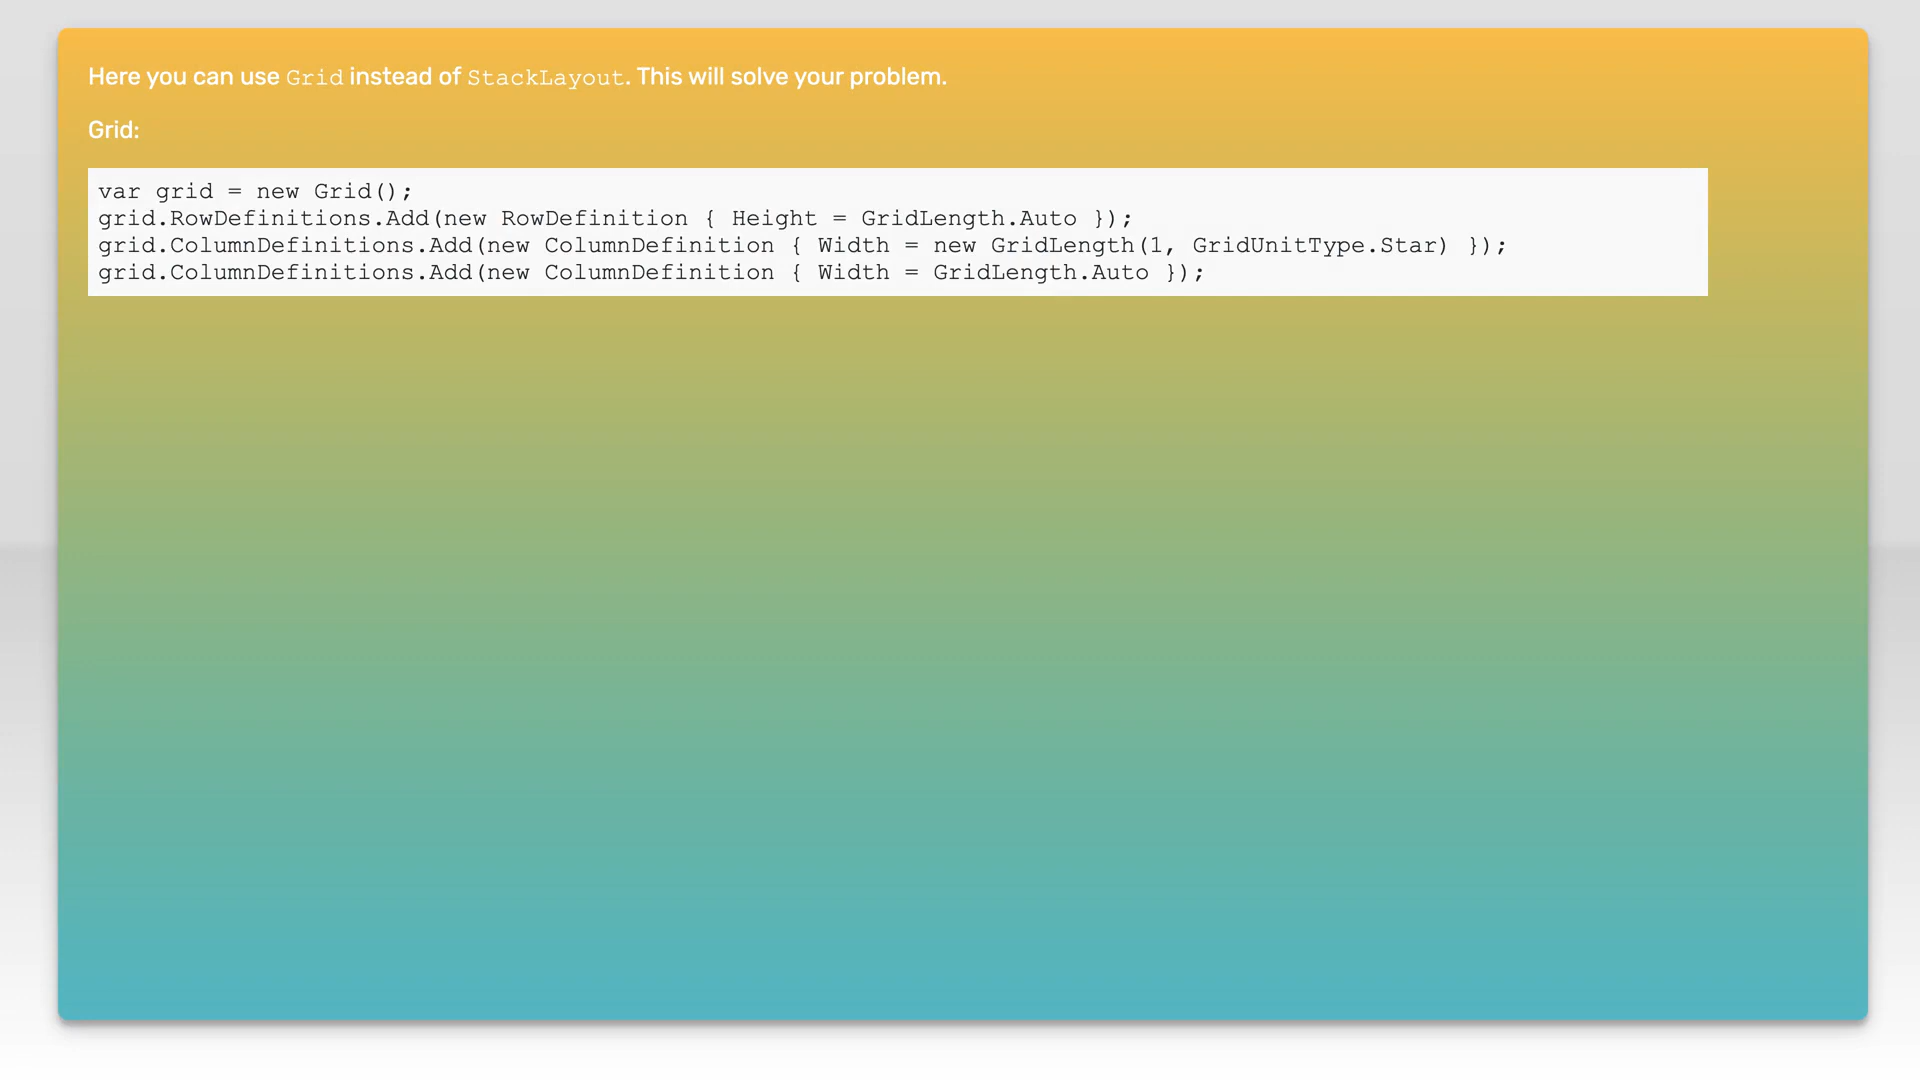 Here you can use Grid instead of StackLayout. This will solve your problem.
Grid:
var grid = new Grid();
grid.RowDefinitions.Add(new RowDefinition { Height = GridLength.Auto });
grid.ColumnDefinitions.Add(new ColumnDefinition { Width = new GridLength(1, GridUnitType.Star) });
grid.ColumnDefinitions.Add(new ColumnDefinition { Width = GridLength.Auto });